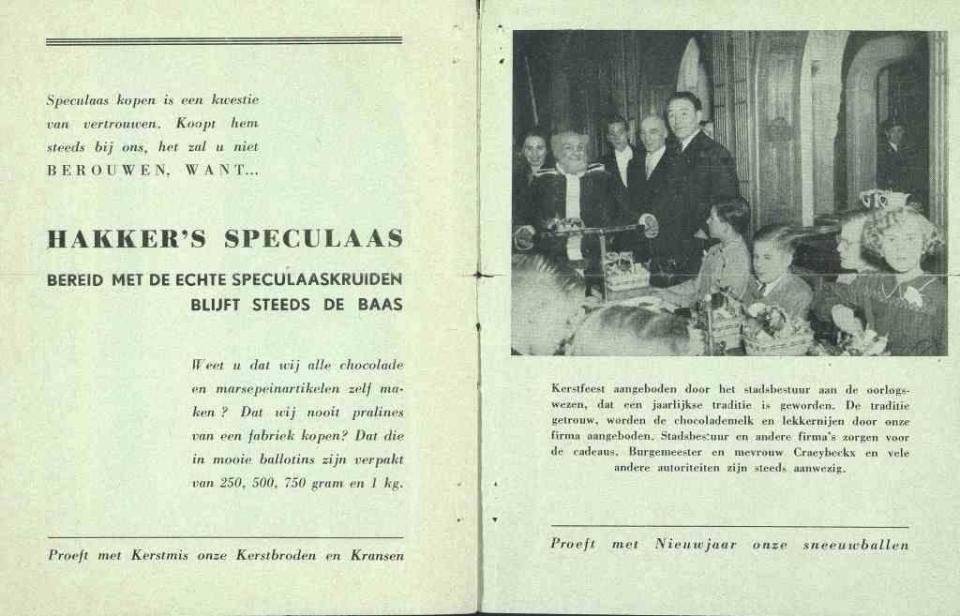 Speculaas kopen is een kwestie
van vertrouwen. Koopt hem
steeds bij ons, het zal u niet
BEROUWEN, WANT...
HAKKER'S SPECULAAS
BEREID MET DE ECHTE SPECULAASKRUIDEN
BLIJFT STEEDS DE BAAS
Weet u dat wij alle chocolade
en marsepeinartikelen zelf ma-
ken ? Dat wij nooit pralines
van een fabriek kopen? Dat die
in mooie ballotins zijn verpakt
van 250, 500, 750 gram en 1 kg.
Proeft met Kerstmis onze Kerstbroden en Kransen
Kerstfeest aangeboden door het stadsbestuur aan de oorlogs-
wezen, dat een jaarlijkse traditie is geworden. De traditie
getrouw, worden de chocolademelk en lekkernijen door onze
firma aangeboden. Stadsbestuur en andere firma's zorgen voor
de cadeaus. Burgemeester en mevrouw Craeybeckx en vele
andere autoriteiten zijn steeds aanwezig.
Proeft met Nieuwjaar onze sneeuwballen